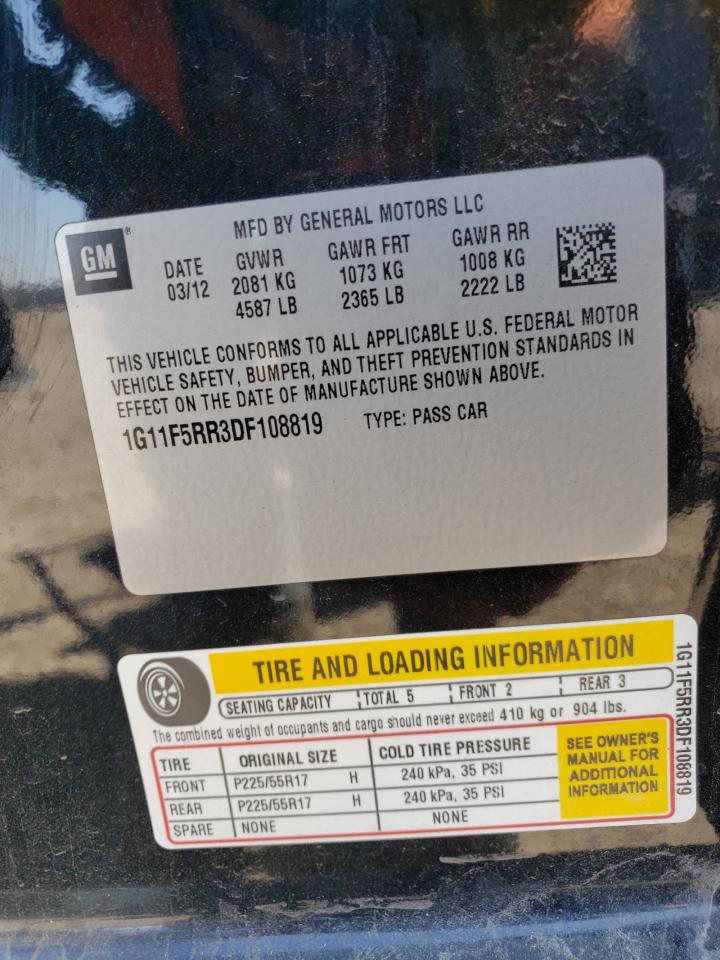 GM ®
MFD BY GENERAL MOTORS LLC
DATE GVWR GAWR FRT GAWR RR
03/12 2081 KG 1073 KG 1008 KG
4587 LB 2365 LB 2222 LB
THIS VEHICLE CONFORMS TO ALL APPLICABLE U.S. FEDERAL MOTOR
VEHICLE SAFETY, BUMPER, AND THEFT PREVENTION STANDARDS IN
EFFECT ON THE DATE OF MANUFACTURE SHOWN ABOVE.
1G11F5RR3DF108819 TYPE: PASS CAR
TIRE AND LOADING INFORMATION
SEATING CAPACITY TOTAL 5 FRONT 2 REAR 3
The combined weight of occupants and cargo should never exceed 410 kg or 904 lbs.
TIRE ORIGINAL SIZE COLD TIRE PRESSURE
FRONT P225/55R17 H 240 kPa, 35 PSI
REAR P225/55R17 H 240 kPa, 35 PSI
SPARE NONE NONE
SEE OWNER'S
MANUAL FOR
ADDITIONAL
INFORMATION
1G11F5RR3DF108819